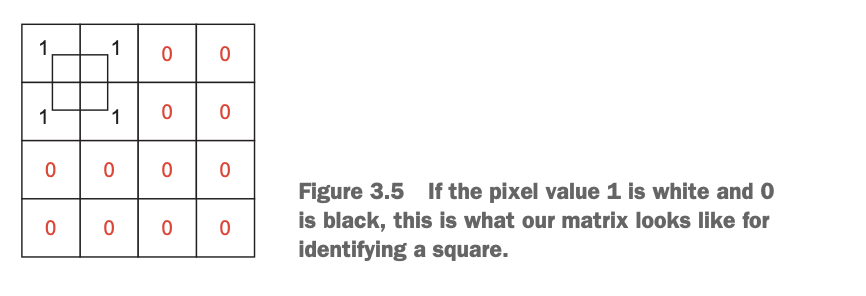 1 1 0 0
1 1 0 0
0 0 0 0
0 0 0 0
Figure 3.5 If the pixel value 1 is white and 0
is black, this is what our matrix looks like for
identifying a square.